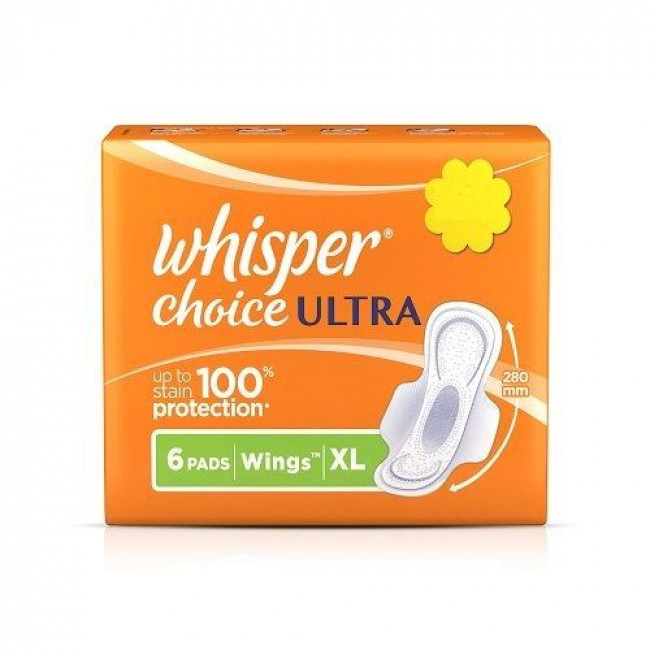 whisper®
choice ULTRA
up to 100%
stain
protection*
6 PADS | Wings™ | XL
280
mm